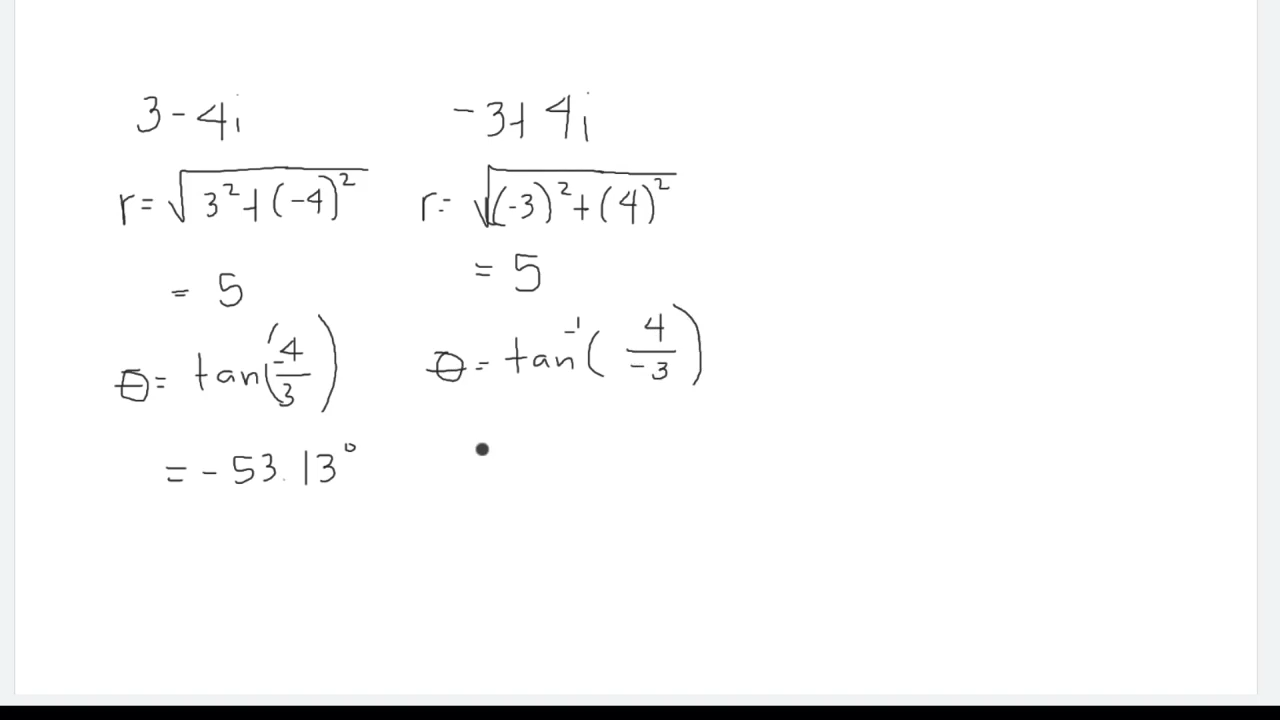 3 - 4i
r = √(3² + (-4)²)
= 5
θ = tan(-4/3)
= -53.13°
-3 + 4i
r = √((-3)² + (4)²)
= 5
θ = tan⁻¹(4/-3)